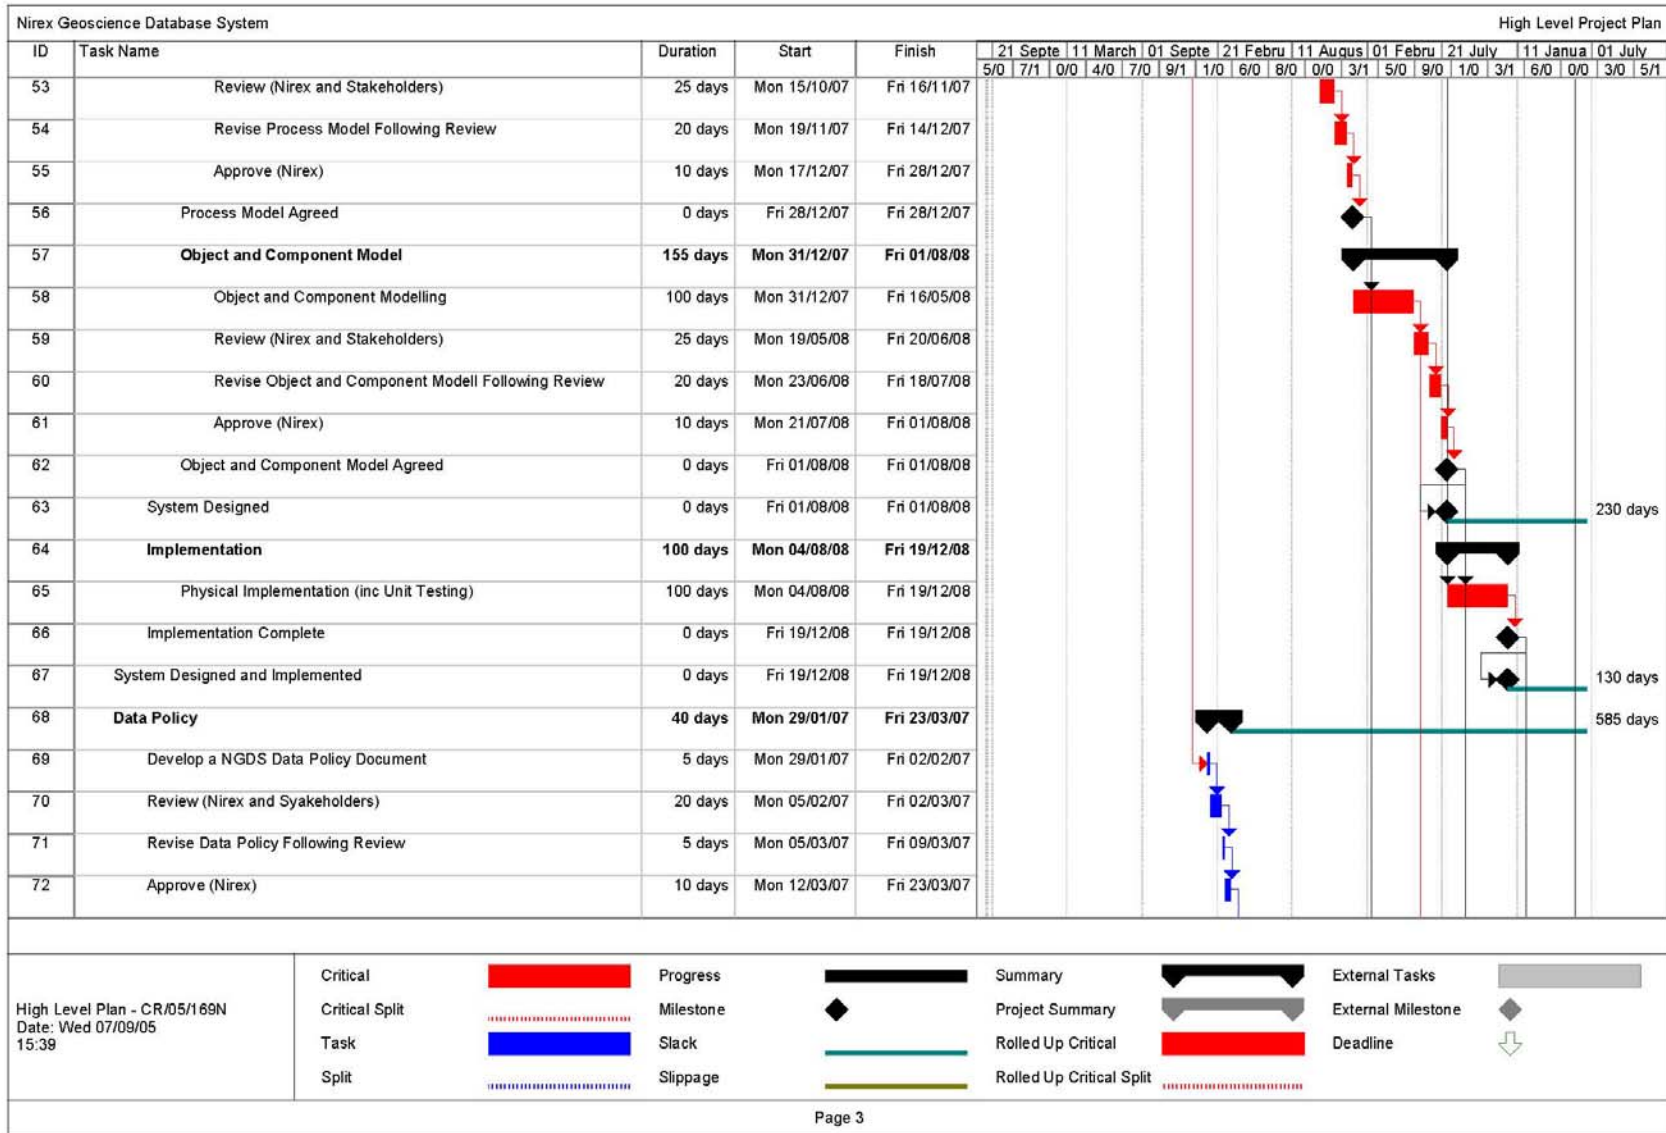 Nirex Geoscience Database System High Level Project Plan
ID Task Name Duration Start Finish 21 Septe 11 March 01 Septe 21 Febru 11 Augus 01 Febru 21 July 11 Janua 01 July
5/0 7/1 0/0 4/0 7/0 9/1 1/0 6/0 8/0 0/0 3/1 5/0 9/0 1/0 3/1 6/0 0/0 3/0 5/1
53 Review (Nirex and Stakeholders) 25 days Mon 15/10/07 Fri 16/11/07
54 Revise Process Model Following Review 20 days Mon 19/11/07 Fri 14/12/07
55 Approve (Nirex) 10 days Mon 17/12/07 Fri 28/12/07
56 Process Model Agreed 0 days Fri 28/12/07 Fri 28/12/07
57 Object and Component Model 155 days Mon 31/12/07 Fri 01/08/08
58 Object and Component Modelling 100 days Mon 31/12/07 Fri 16/05/08
59 Review (Nirex and Stakeholders) 25 days Mon 19/05/08 Fri 20/06/08
60 Revise Object and Component Modell Following Review 20 days Mon 23/06/08 Fri 18/07/08
61 Approve (Nirex) 10 days Mon 21/07/08 Fri 01/08/08
62 Object and Component Model Agreed 0 days Fri 01/08/08 Fri 01/08/08
63 System Designed 0 days Fri 01/08/08 Fri 01/08/08 230 days
64 Implementation 100 days Mon 04/08/08 Fri 19/12/08
65 Physical Implementation (inc Unit Testing) 100 days Mon 04/08/08 Fri 19/12/08
66 Implementation Complete 0 days Fri 19/12/08 Fri 19/12/08
67 System Designed and Implemented 0 days Fri 19/12/08 Fri 19/12/08 130 days
68 Data Policy 40 days Mon 29/01/07 Fri 23/03/07 585 days
69 Develop a NGDS Data Policy Document 5 days Mon 29/01/07 Fri 02/02/07
70 Review (Nirex and Syakeholders) 20 days Mon 05/02/07 Fri 02/03/07
71 Revise Data Policy Following Review 5 days Mon 05/03/07 Fri 09/03/07
72 Approve (Nirex) 10 days Mon 12/03/07 Fri 23/03/07
High Level Plan - CR/05/169N
Date: Wed 07/09/05
15:39
Critical Progress Summary External Tasks
Critical Split Milestone Project Summary External Milestone
Task Slack Rolled Up Critical Deadline
Split Slippage Rolled Up Critical Split
Page 3